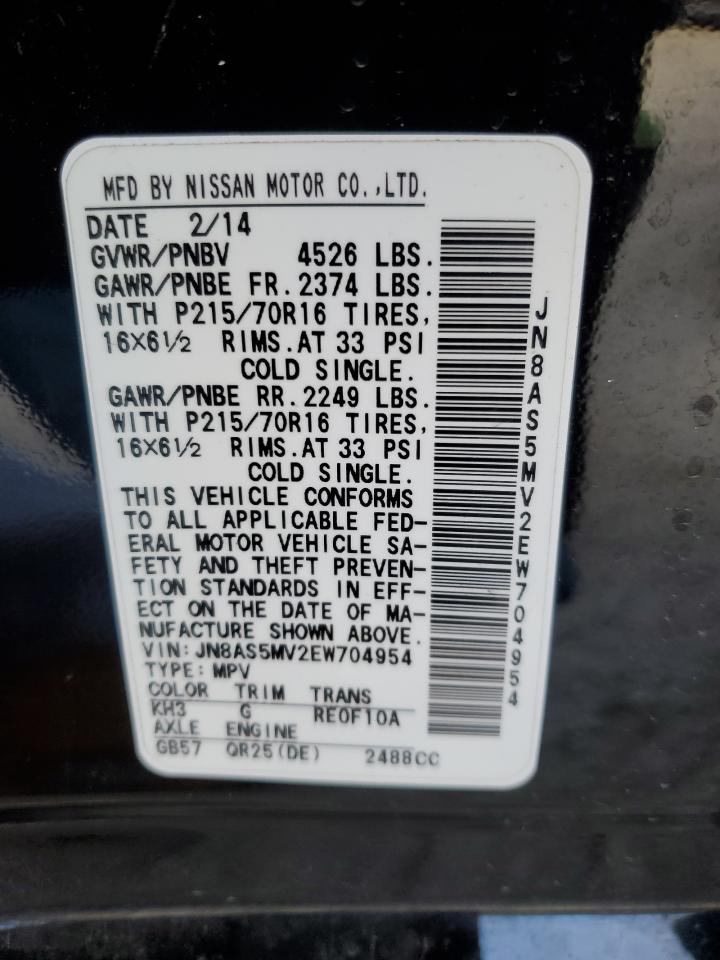 MFD BY NISSAN MOTOR CO.,LTD.
DATE 2/14
GVWR/PNBV 4526 LBS.
GAWR/PNBE FR.2374 LBS.
WITH P215/70R16 TIRES,
16X6½ RIMS.AT 33 PSI
COLD SINGLE.
GAWR/PNBE RR.2249 LBS.
WITH P215/70R16 TIRES,
16X6½ RIMS.AT 33 PSI
COLD SINGLE.
THIS VEHICLE CONFORMS
TO ALL APPLICABLE FED-
ERAL MOTOR VEHICLE SA-
FETY AND THEFT PREVEN-
TION STANDARDS IN EFF-
ECT ON THE DATE OF MA-
NUFACTURE SHOWN ABOVE.
VIN:JN8AS5MV2EW704954
TYPE:MPV
COLOR TRIM TRANS
KH3 G RE0F10A
AXLE ENGINE
GB57 QR25(DE) 2488CC
JN8AS5MV2EW704954